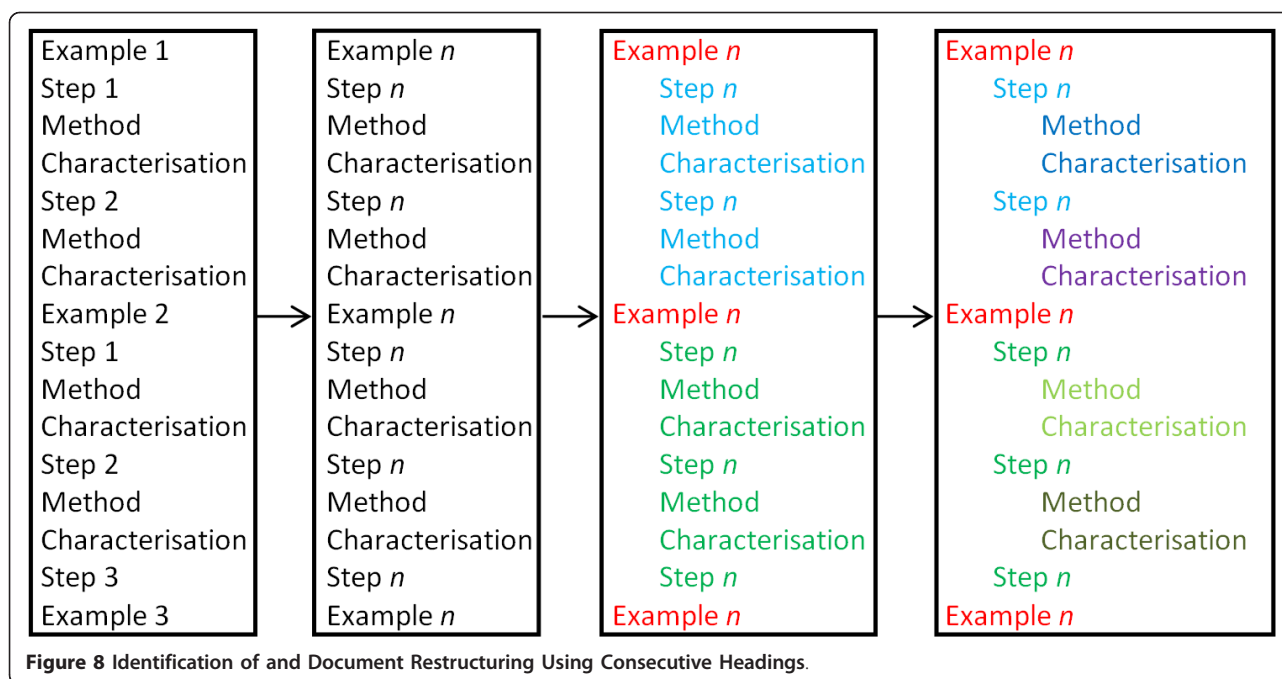 Example 1
Step 1
Method
Characterisation
Step 2
Method
Characterisation
Example 2
Step 1
Method
Characterisation
Step 2
Method
Characterisation
Step 3
Example 3
Example n
Step n
Method
Characterisation
Step n
Method
Characterisation
Example n
Step n
Method
Characterisation
Step n
Method
Characterisation
Step n
Example n
Example n
Step n
Method
Characterisation
Step n
Method
Characterisation
Example n
Step n
Method
Characterisation
Step n
Method
Characterisation
Step n
Example n
Example n
Step n
Method
Characterisation
Step n
Method
Characterisation
Example n
Step n
Method
Characterisation
Step n
Method
Characterisation
Step n
Example n
Figure 8 Identification of and Document Restructuring Using Consecutive Headings.